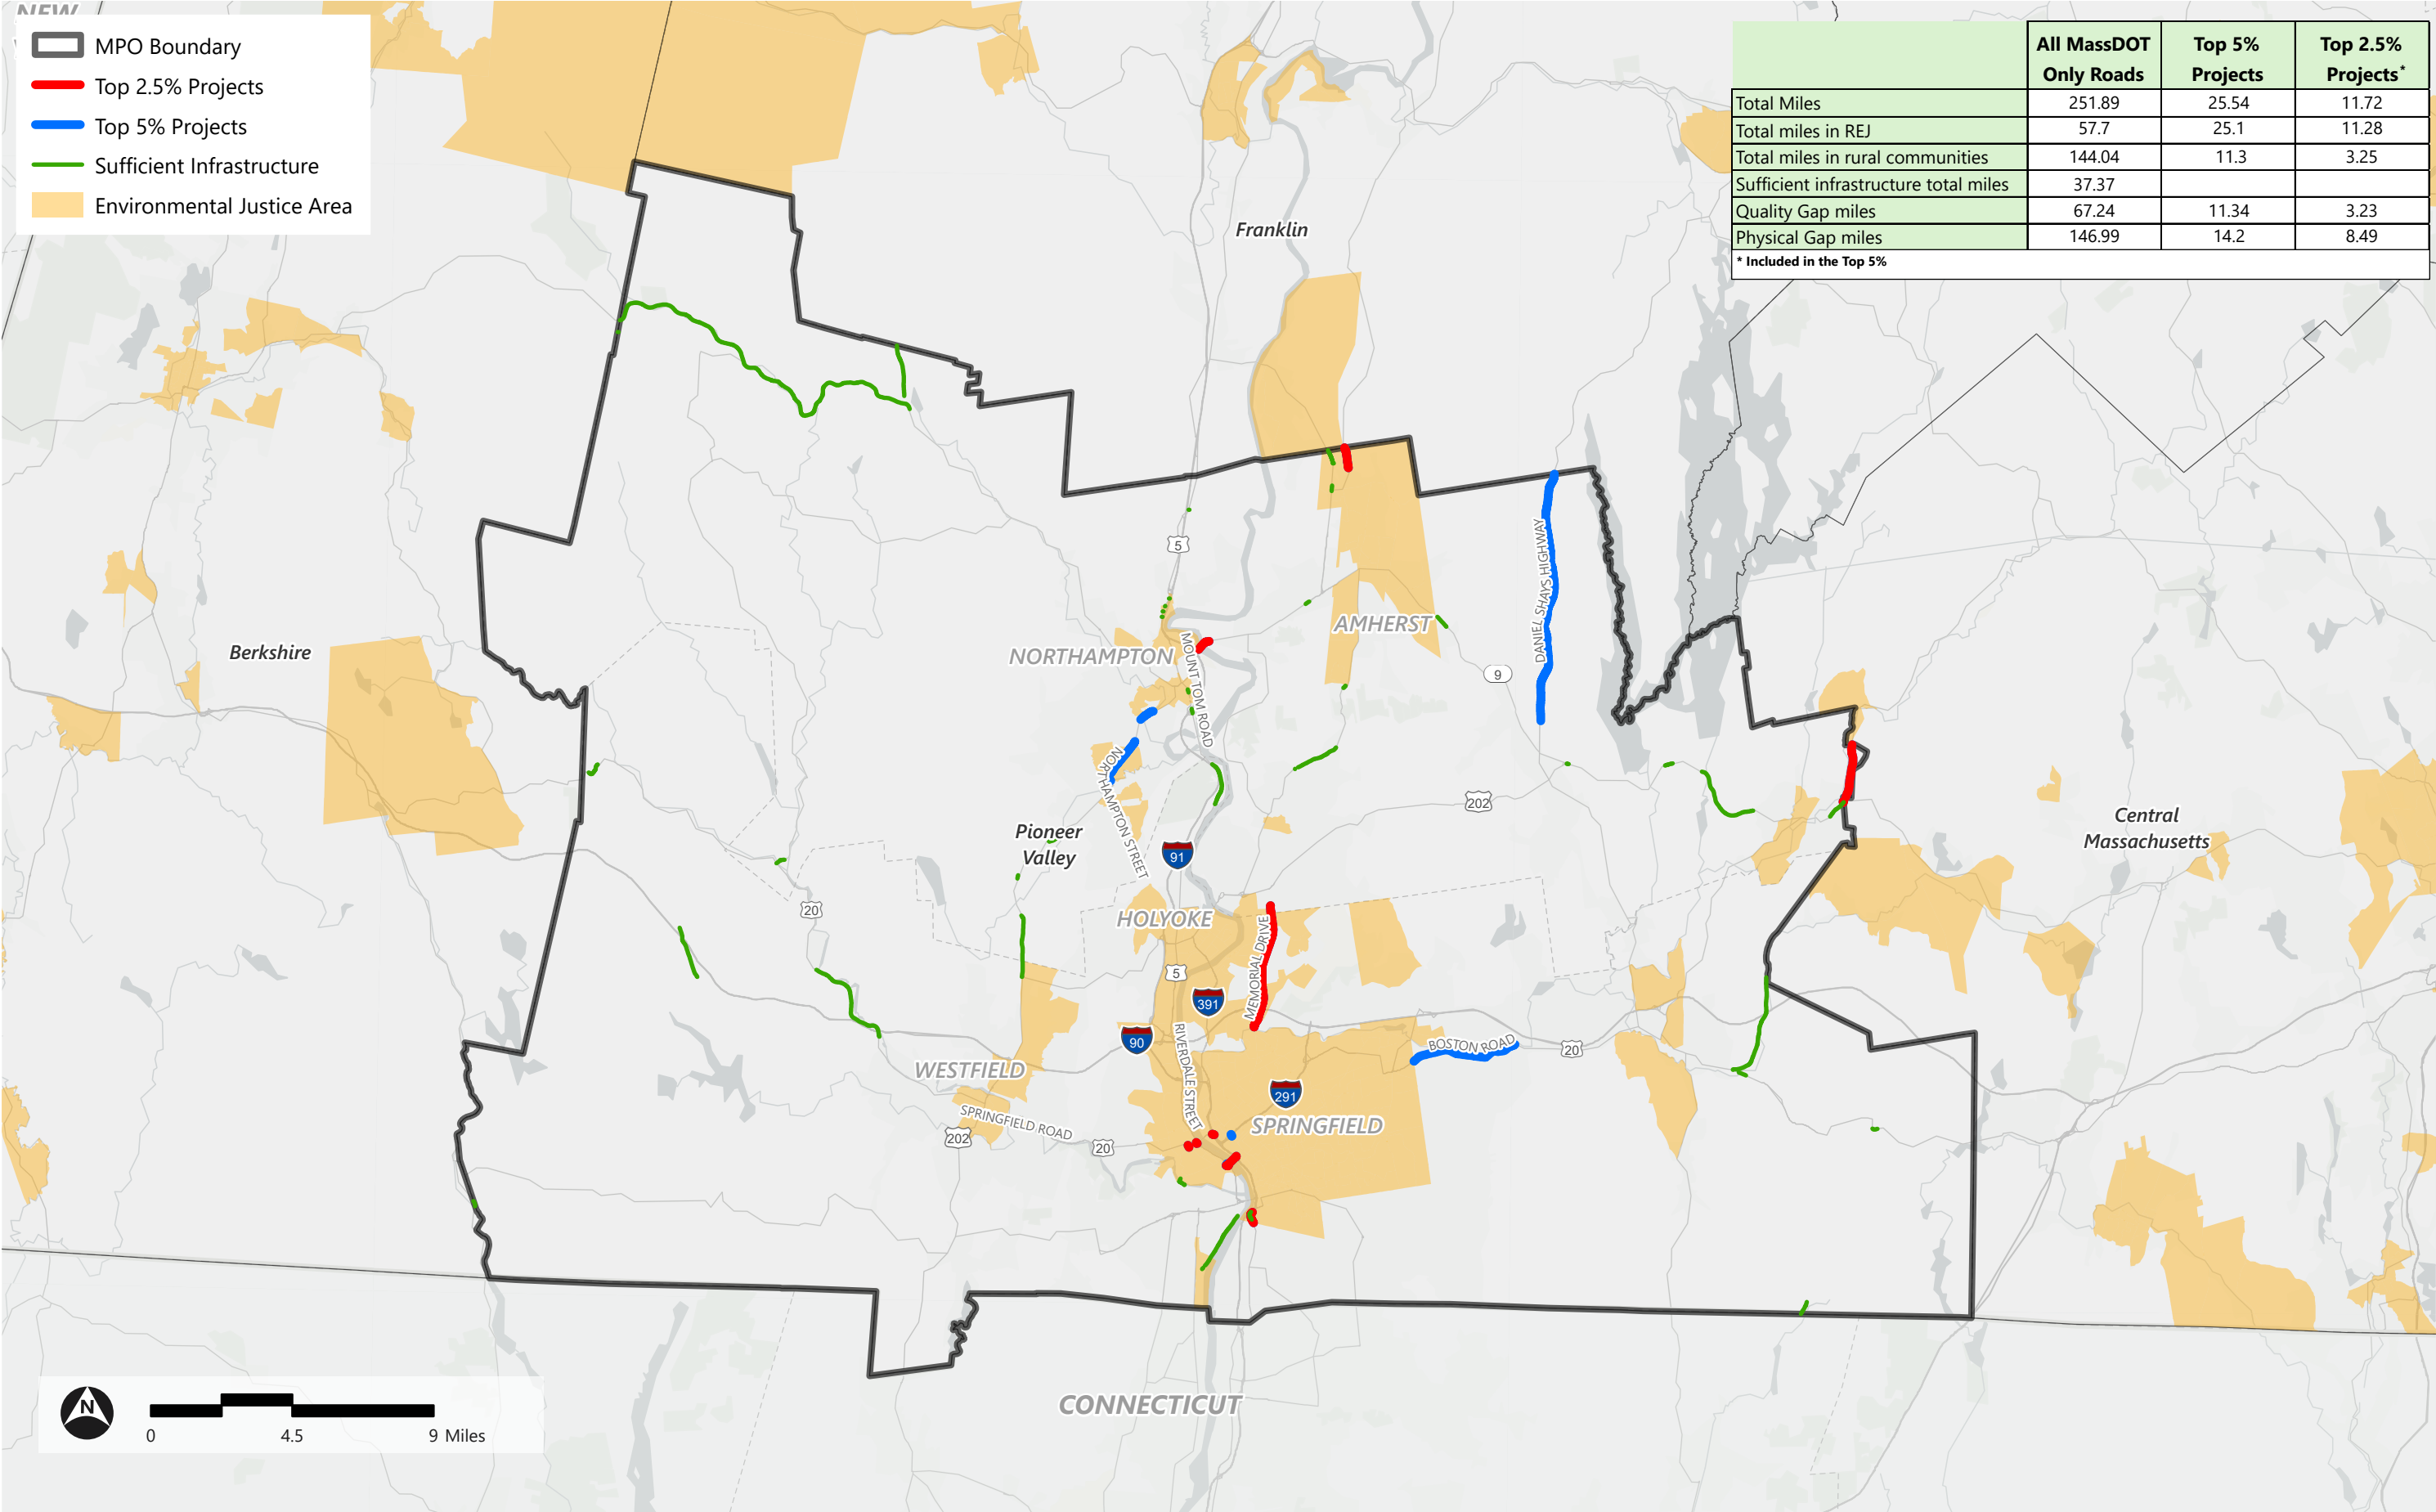 NEW
MPO Boundary
Top 2.5% Projects
Top 5% Projects
Sufficient Infrastructure
Environmental Justice Area
All MassDOT Only Roads Top 5% Projects Top 2.5% Projects*
Total Miles 251.89 25.54 11.72
Total miles in REJ 57.7 25.1 11.28
Total miles in rural communities 144.04 11.3 3.25
Sufficient infrastructure total miles 37.37
Quality Gap miles 67.24 11.34 3.23
Physical Gap miles 146.99 14.2 8.49
* Included in the Top 5%
Franklin
5
DANIEL SHAYS HIGHWAY
AMHERST
Berkshire
NORTHAMPTON
MOUNT TOM ROAD
9
NORTHAMPTON STREET
202
Pioneer
Valley
Central
Massachusetts
91
20
HOLYOKE
MEMORIAL DRIVE
5
391
90
RIVERDALE STREET
BOSTON ROAD
20
WESTFIELD
291
SPRINGFIELD ROAD
SPRINGFIELD
202
20
CONNECTICUT
N
0 4.5 9 Miles